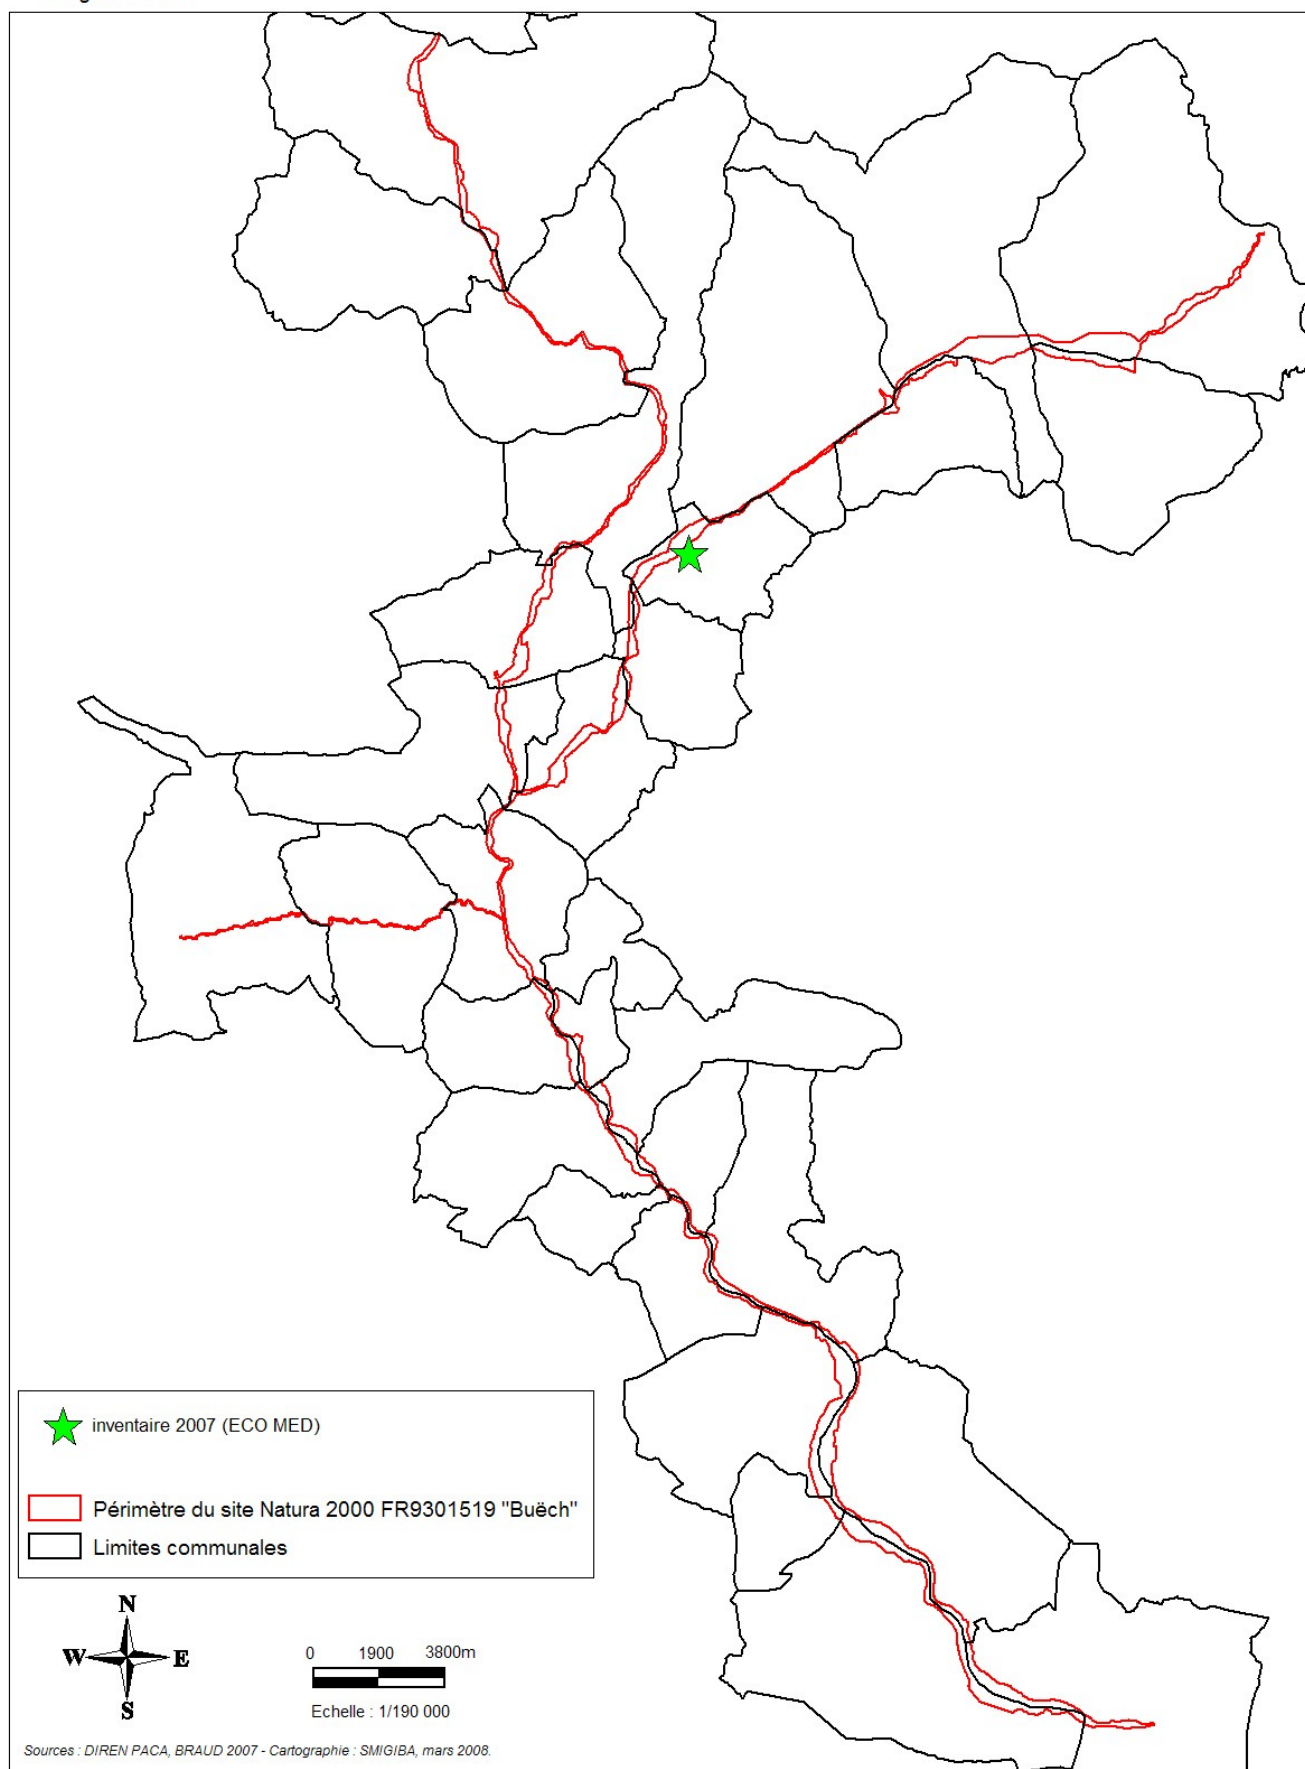 inventaire 2007 (ECO MED)
Périmètre du site Natura 2000 FR9301519 "Buëch"
Limites communales
N
W E
S
0 1900 3800m
Echelle : 1/190 000
Sources : DIREN PACA, BRAUD 2007 - Cartographie : SMIGIBA, mars 2008.